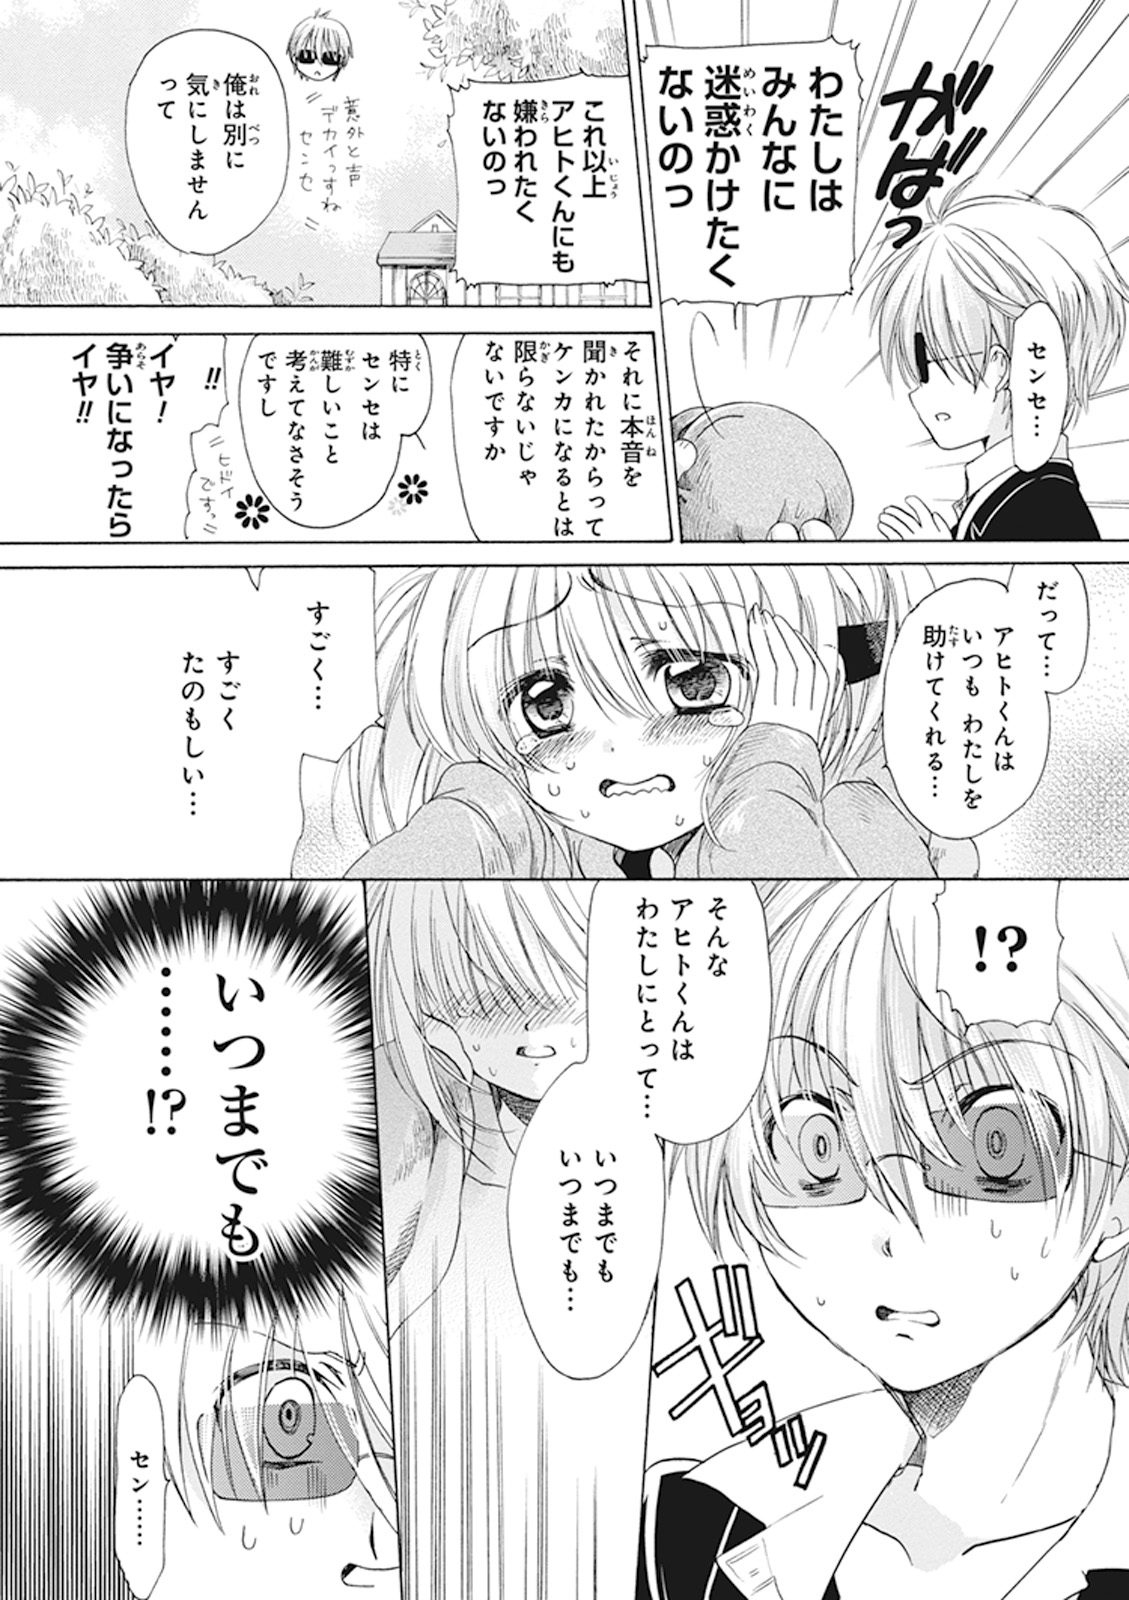 わたしは
みんなに
迷惑かけたく
ないのっ
がばっ
センセ…
これ以上
アヒトくんにも
嫌われたく
ないのっ
意外と声
デカイっすね
センセ
俺は別に
気にしません
って
それに本音を
聞かれたからって
ケンカになるとは
限らないじゃ
ないですか
特に
センセは
難しいこと
考えてなさそう
ですし
ヒドイ
ですっ
!!
イヤ!
争いになったら
イヤ!!
だって…
アヒトくんは
いつも わたしを
助けてくれる…
すごく…
すごく
たのもしい…
!?
ギョッ
そんな
アヒトくんは
わたしにとって…
いつまでも
いつまでも…
いつまでも
………!?
セン……